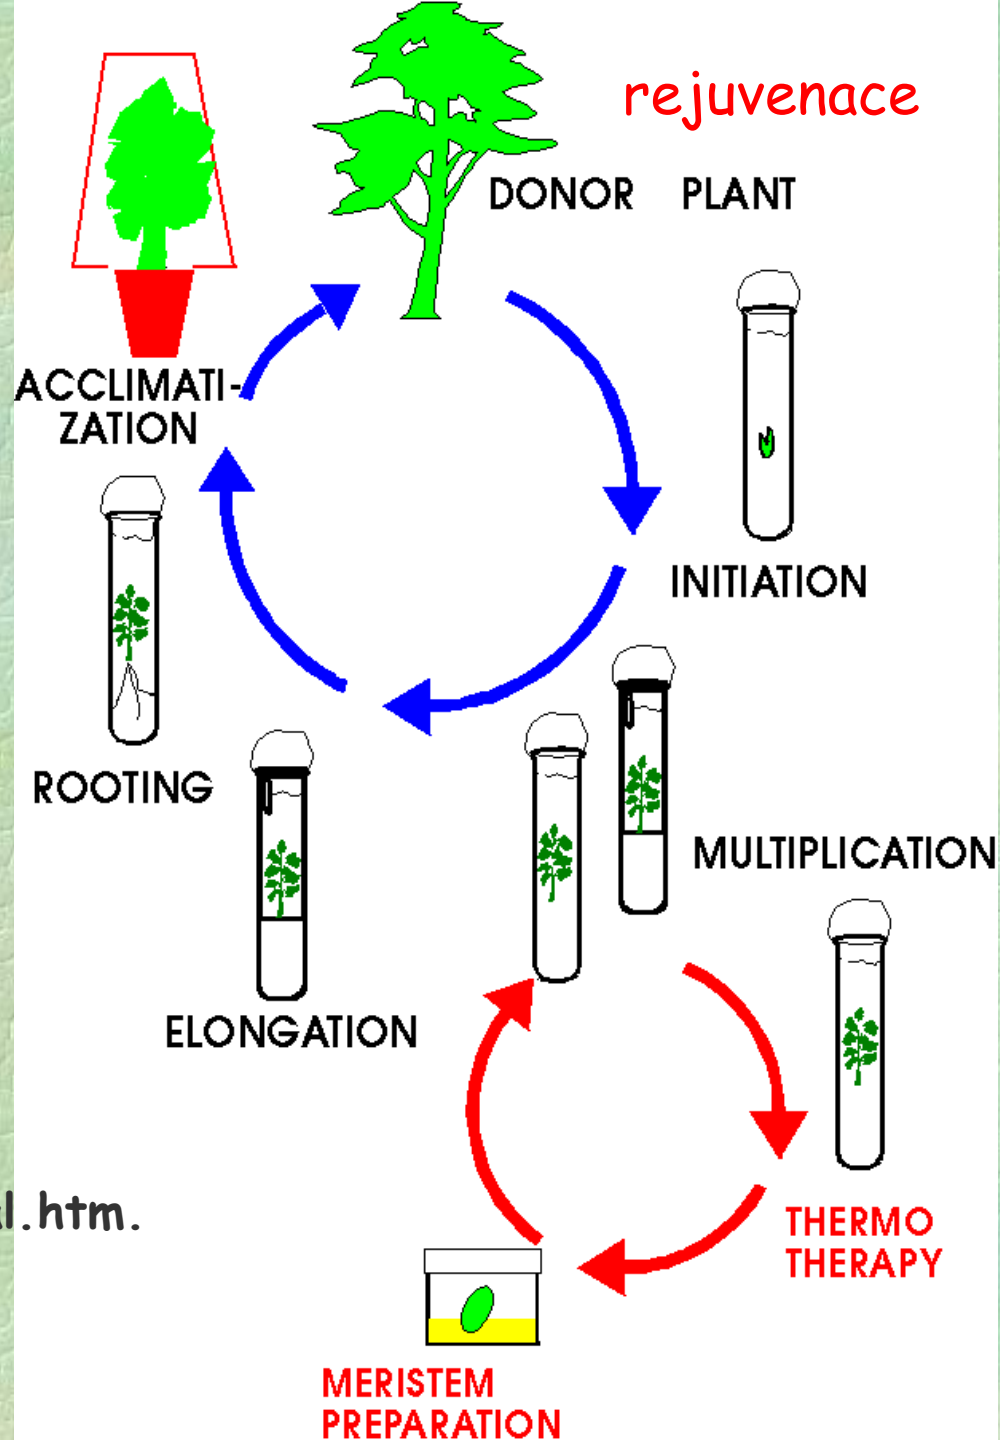 rejuvenace
DONOR PLANT
ACCLIMATI-
ZATION
INITIATION
ROOTING
MULTIPLICATION
ELONGATION
l.htm.
THERMO
THERAPY
MERISTEM
PREPARATION